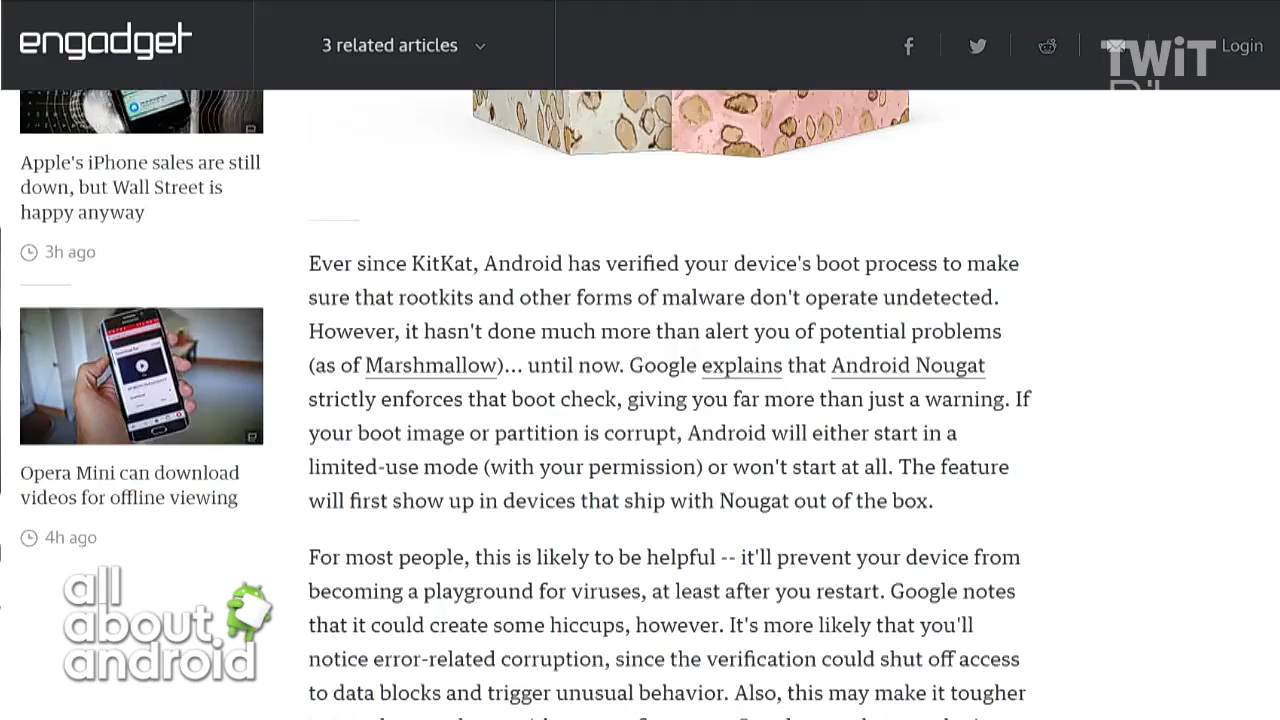 engadget
3 related articles
TWiT
Login
Apple's iPhone sales are still
down, but Wall Street is
happy anyway
3h ago
Opera Mini can download
videos for offline viewing
4h ago
all
about
android
Ever since KitKat, Android has verified your device's boot process to make
sure that rootkits and other forms of malware don't operate undetected.
However, it hasn't done much more than alert you of potential problems
(as of Marshmallow)... until now. Google explains that Android Nougat
strictly enforces that boot check, giving you far more than just a warning. If
your boot image or partition is corrupt, Android will either start in a
limited-use mode (with your permission) or won't start at all. The feature
will first show up in devices that ship with Nougat out of the box.
For most people, this is likely to be helpful -- it'll prevent your device from
becoming a playground for viruses, at least after you restart. Google notes
that it could create some hiccups, however. It's more likely that you'll
notice error-related corruption, since the verification could shut off access
to data blocks and trigger unusual behavior. Also, this may make it tougher